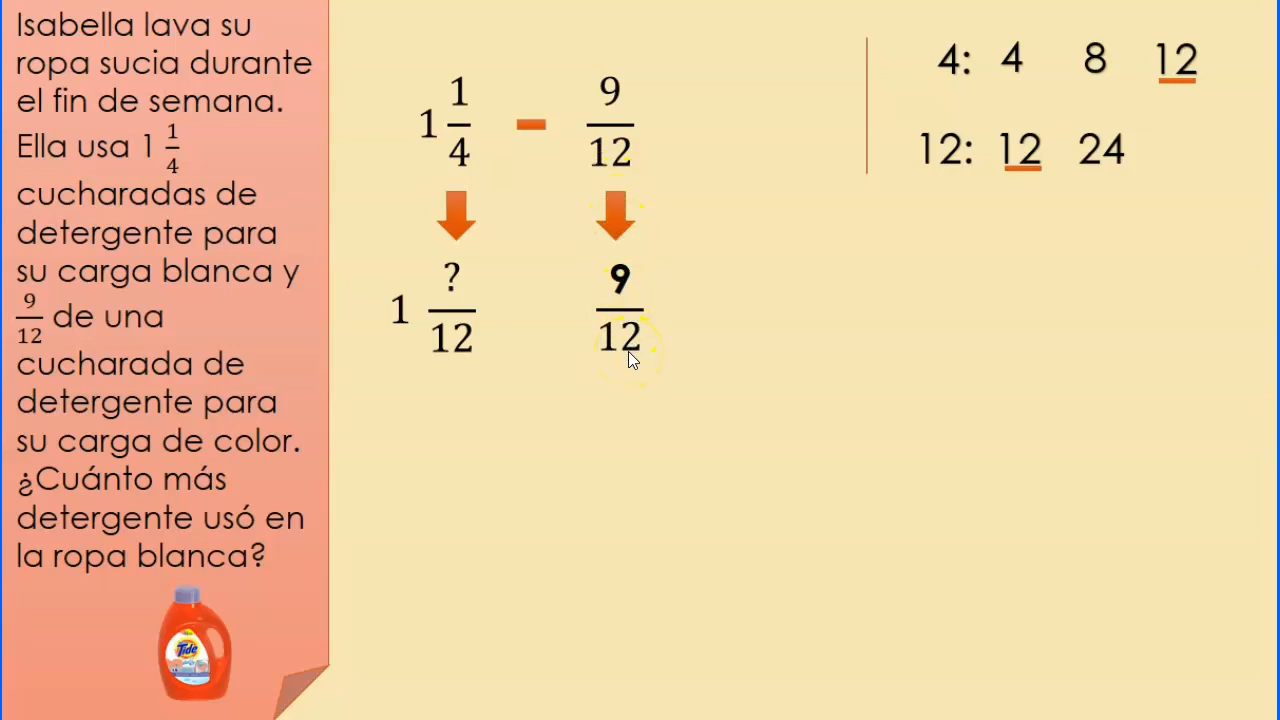 Isabella lava su
ropa sucia durante
el fin de semana.
Ella usa 1 1/4
cucharadas de
detergente para
su carga blanca y
9/12 de una
cucharada de
detergente para
su carga de color.
¿Cuánto más
detergente usó en
la ropa blanca?
Tide
1 1/4 - 9/12
1 ?/12 9/12
4: 4 8 12
12: 12 24